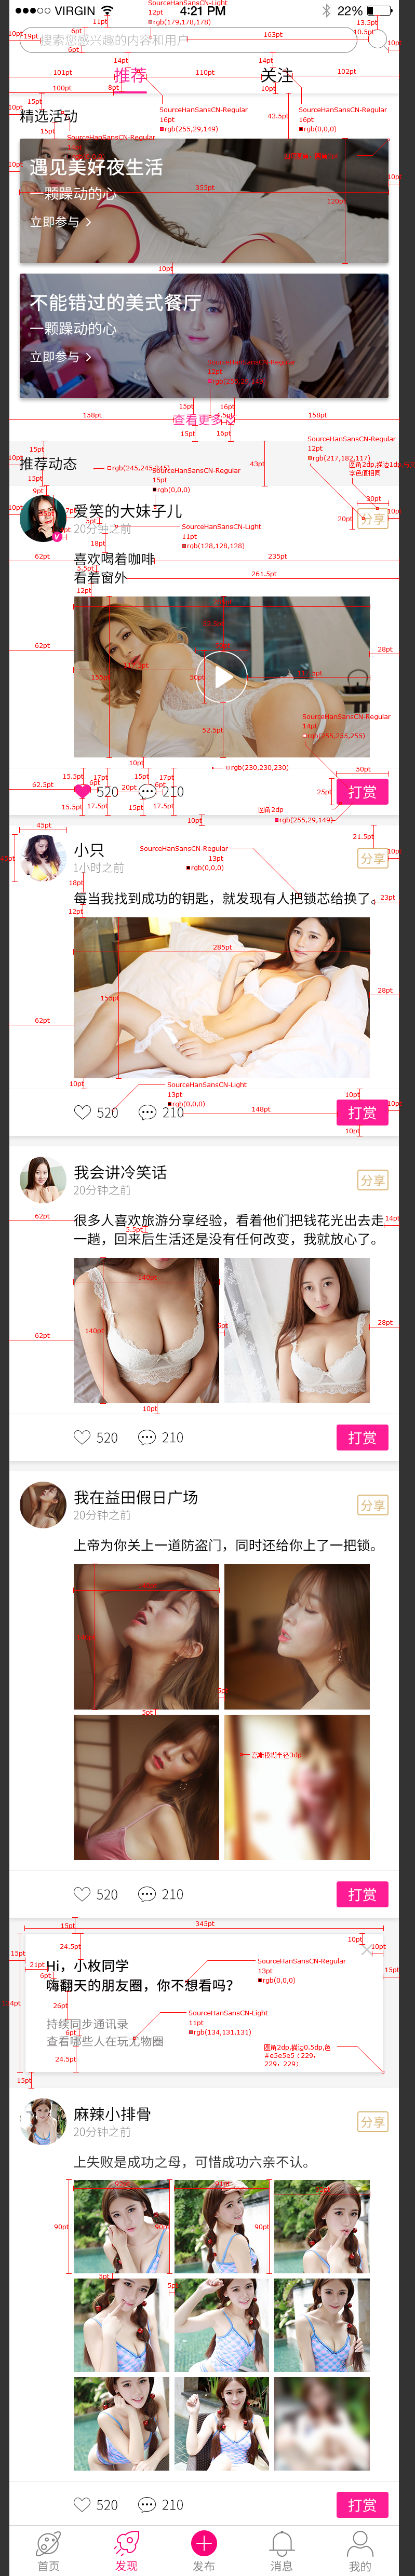 ●●●○○ VIRGIN 4:21 PM 22%
11pt
SourceHanSansCN-Light
12pt
rgb(179,178,178)
13.5pt
10.5pt
10pt
19pt
6pt
搜索您感兴趣的内容和用户
163pt
10pt
6pt
14pt
14pt
101pt
推荐
110pt
关注
102pt
100pt
8pt
10pt
15pt
10pt
精选活动
15pt
SourceHanSansCN-Regular
16pt
rgb(255,29,149)
43.5pt
SourceHanSansCN-Regular
16pt
rgb(0,0,0)
SourceHanSansCN-Regular
遇见美好夜生活
10pt
355pt
10pt
一颗躁动的心
120pt
立即参与 >
10pt
不能错过的美式餐厅
一颗躁动的心
立即参与 >
SourceHanSansCN-Regular
12pt
15pt
16pt
158pt
查看更多
158pt
15pt
16pt
15pt
10pt
推荐动态
15pt
rgb(245,245,245)
43pt
SourceHanSansCN-Regular
12pt
rgb(217,182,117)
SourceHanSansCN-Regular
15pt
rgb(0,0,0)
9pt
10pt
爱笑的大妹子儿
20分钟之前
5pt
18pt
SourceHanSansCN-Light
11pt
rgb(128,128,128)
30pt
20pt
分享
10pt
62pt
喜欢喝着咖啡
235pt
5.5pt
看着窗外
261.5pt
12pt
62pt
50pt
28pt
52.5pt
SourceHanSansCN-Regular
14pt
rgb(255,255,255)
10pt
rgb(230,230,230)
50pt
15.5pt
17pt
15pt
17pt
62.5pt
520
6pt
20pt
6pt
210
25pt
打赏
10pt
15.5pt
17.5pt
15pt
17.5pt
圆角2dp
rgb(255,29,149)
10pt
45pt
21.5pt
小只
1小时之前
SourceHanSansCN-Regular
13pt
rgb(0,0,0)
分享
10pt
18pt
每当我找到成功的钥匙，就发现有人把锁芯给换了。
23pt
12pt
285pt
155pt
28pt
62pt
10pt
SourceHanSansCN-Light
13pt
rgb(0,0,0)
10pt
520
210
148pt
打赏
10pt
10pt
我会讲冷笑话
20分钟之前
分享
62pt
很多人喜欢旅游分享经验，看着他们把钱花光出去走
14pt
5.5pt
一趟，回来后生活还是没有任何改变，我就放心了。
140pt
62pt
140pt
5pt
28pt
10pt
520
210
打赏
我在益田假日广场
20分钟之前
分享
上帝为你关上一道防盗门，同时还给你上了一把锁。
5pt
5pt
高斯模糊半径3dp
520
210
打赏
15pt
345pt
24.5pt
10pt
10pt
15pt
21pt
Hi，小枚同学
6pt
嗨翻天的朋友圈，你不想看吗？
SourceHanSansCN-Regular
13pt
rgb(0,0,0)
15pt
26pt
持续同步通讯录
6pt
查看哪些人在玩尤物圈
SourceHanSansCN-Light
11pt
rgb(134,131,131)
24.5pt
圆角2dp,描边0.5dp,色
#e5e5e5（229，
229，229）
15pt
麻辣小排骨
20分钟之前
分享
上失败是成功之母，可惜成功六亲不认。
90pt
90pt
5pt
5pt
520
210
打赏
首页
发现
发布
消息
我的